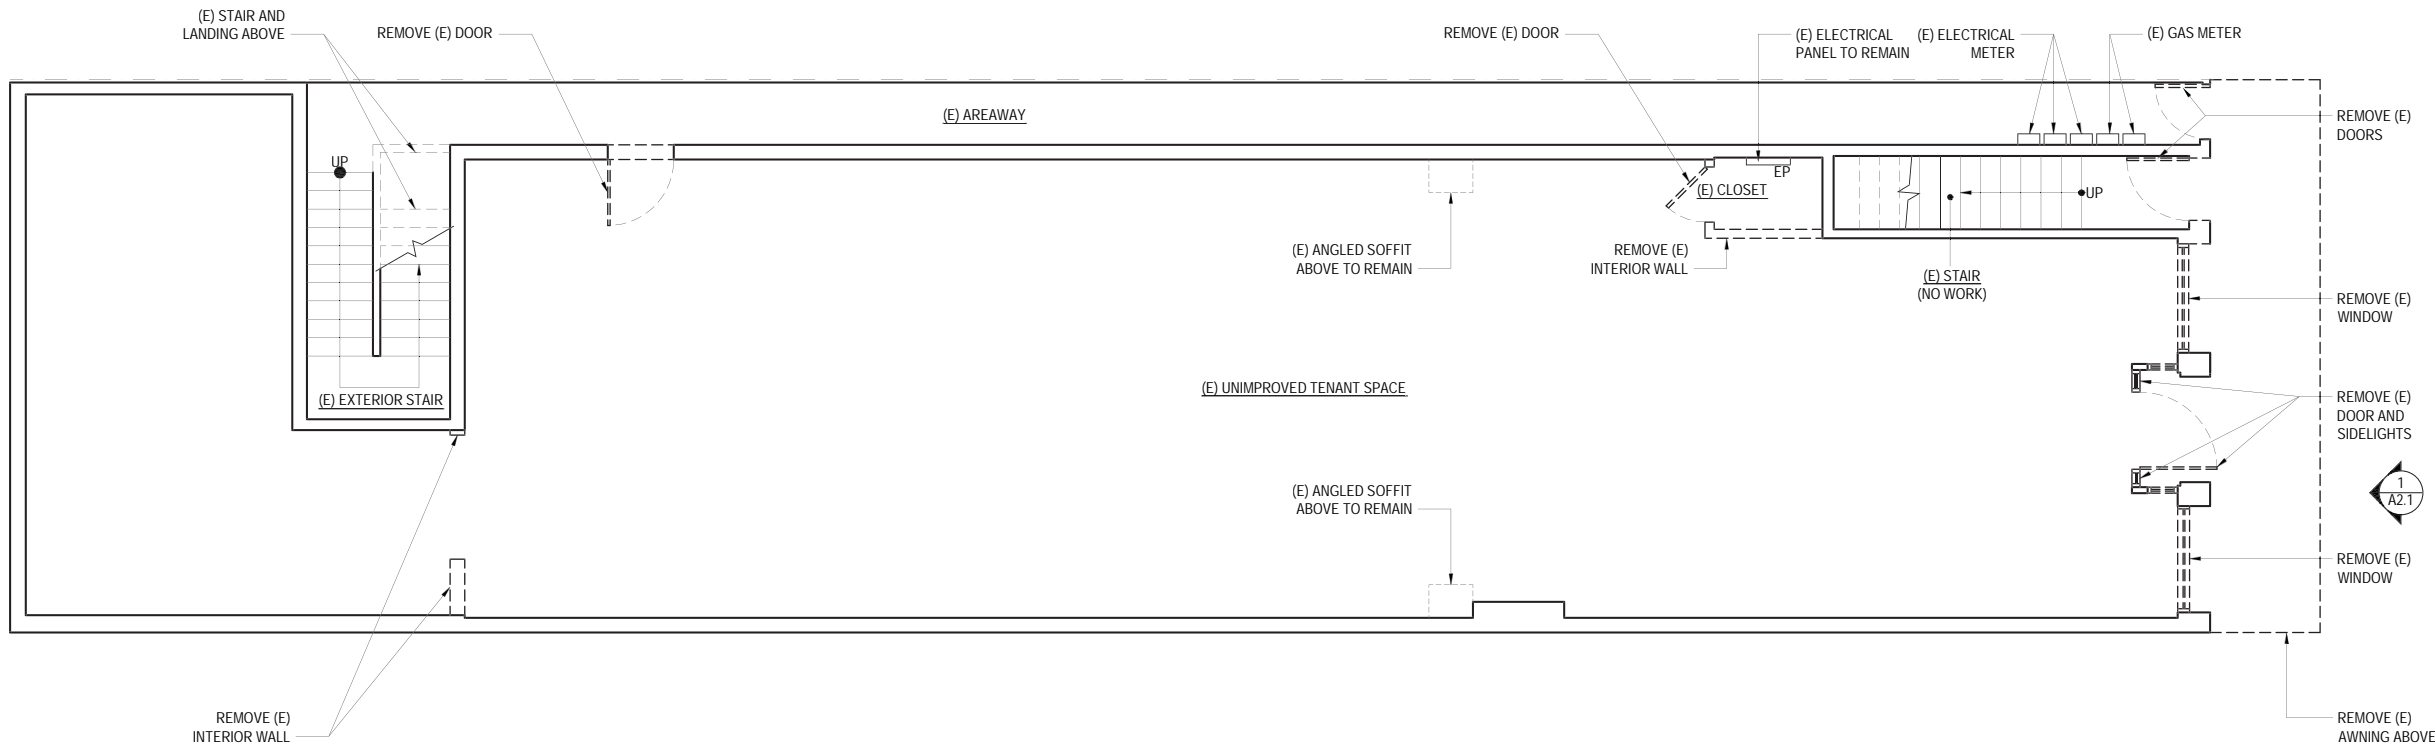 (E) STAIR AND
LANDING ABOVE
REMOVE (E) DOOR
REMOVE (E) DOOR
(E) ELECTRICAL
PANEL TO REMAIN
(E) ELECTRICAL
METER
(E) GAS METER
(E) AREAWAY
REMOVE (E)
DOORS
UP
EP
(E) CLOSET
UP
(E) ANGLED SOFFIT
ABOVE TO REMAIN
REMOVE (E)
INTERIOR WALL
(E) STAIR
(NO WORK)
REMOVE (E)
WINDOW
(E) UNIMPROVED TENANT SPACE
(E) EXTERIOR STAIR
REMOVE (E)
DOOR AND
SIDELIGHTS
(E) ANGLED SOFFIT
ABOVE TO REMAIN
1
A2.1
REMOVE (E)
WINDOW
REMOVE (E)
INTERIOR WALL
REMOVE (E)
AWNING ABOVE